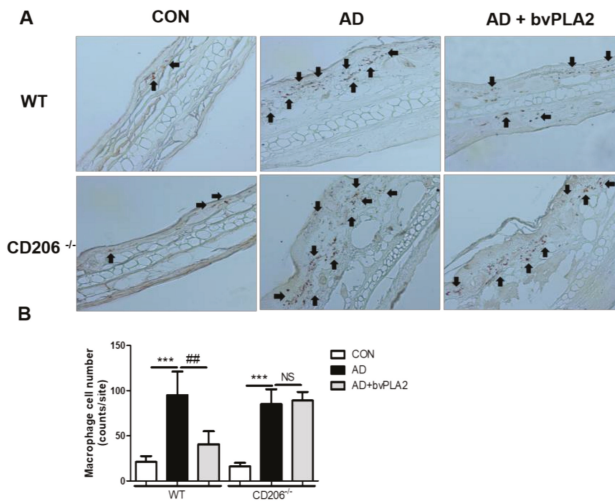 A
CON
AD
AD + bvPLA2
WT
CD206 -/-
B
Macrophage cell number
(counts/site)
150
100
50
0
***
##
***
NS
CON
AD
AD+bvPLA2
WT
CD206-/-